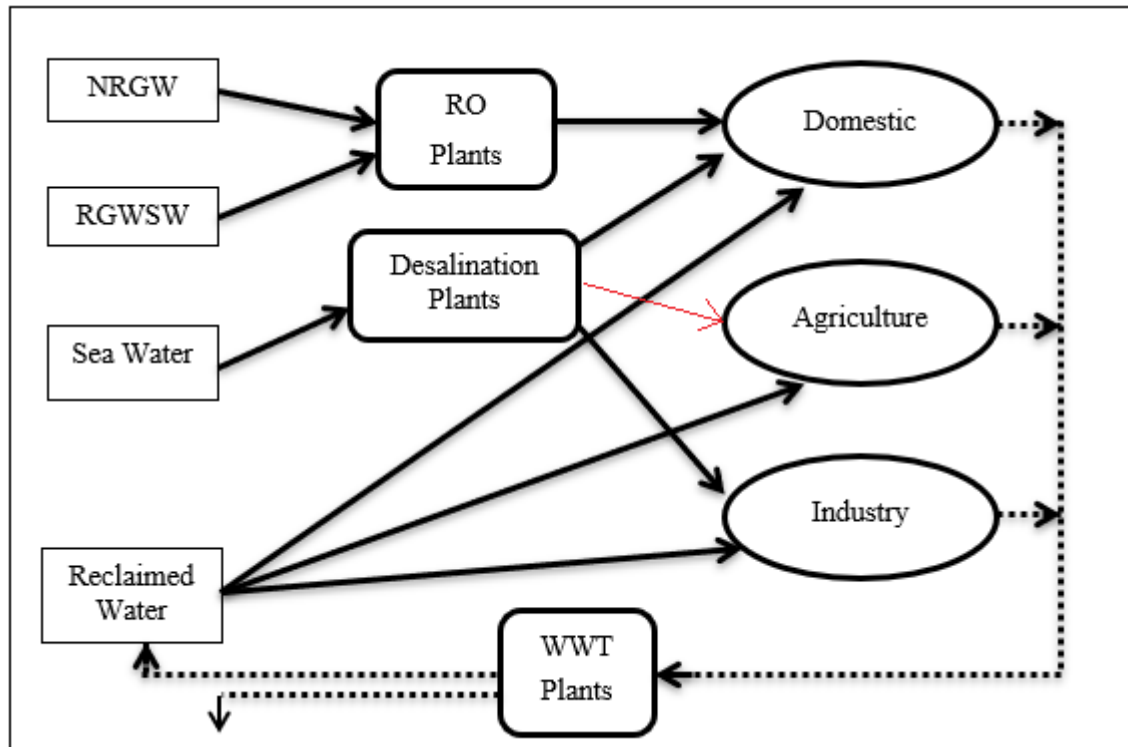 NRGW
RO
Plants
Domestic
RGWSW
Desalination
Plants
Agriculture
Sea Water
Industry
Reclaimed
Water
WWT
Plants